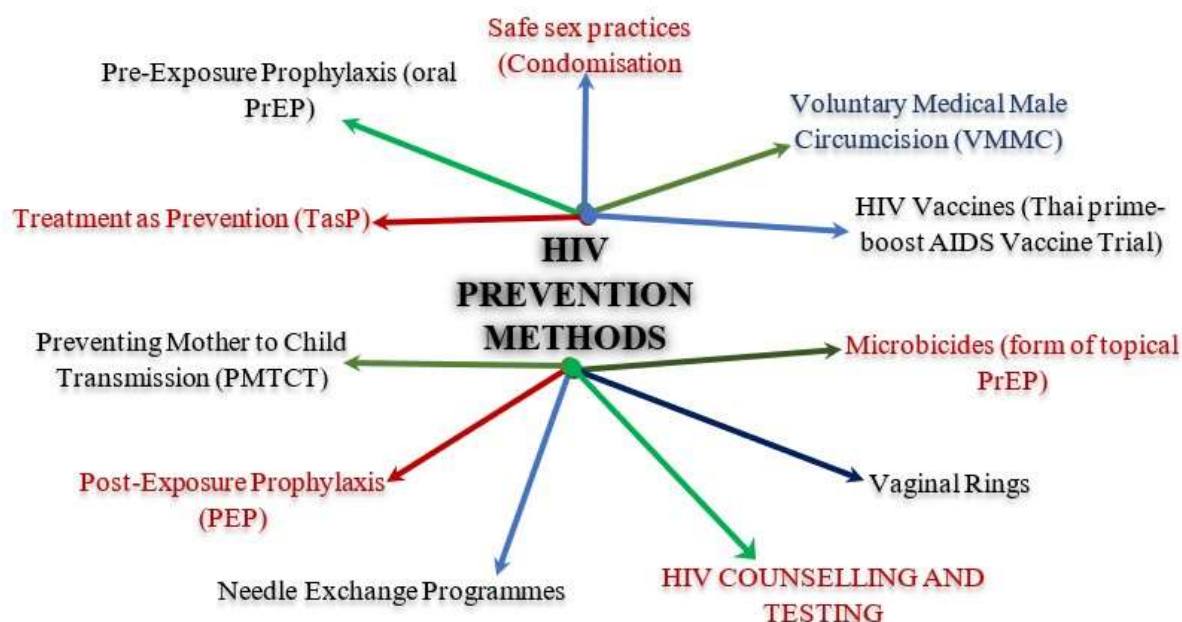 Safe sex practices
(Condomisation
Pre-Exposure Prophylaxis (oral
PrEP)
Voluntary Medical Male
Circumcision (VMMC)
Treatment as Prevention (TasP)
HIV Vaccines (Thai prime-
boost AIDS Vaccine Trial)
HIV
PREVENTION
METHODS
Preventing Mother to Child
Transmission (PMTCT)
Microbicides (form of topical
PrEP)
Post-Exposure Prophylaxis
(PEP)
Vaginal Rings
Needle Exchange Programmes
HIV COUNSELLING AND
TESTING